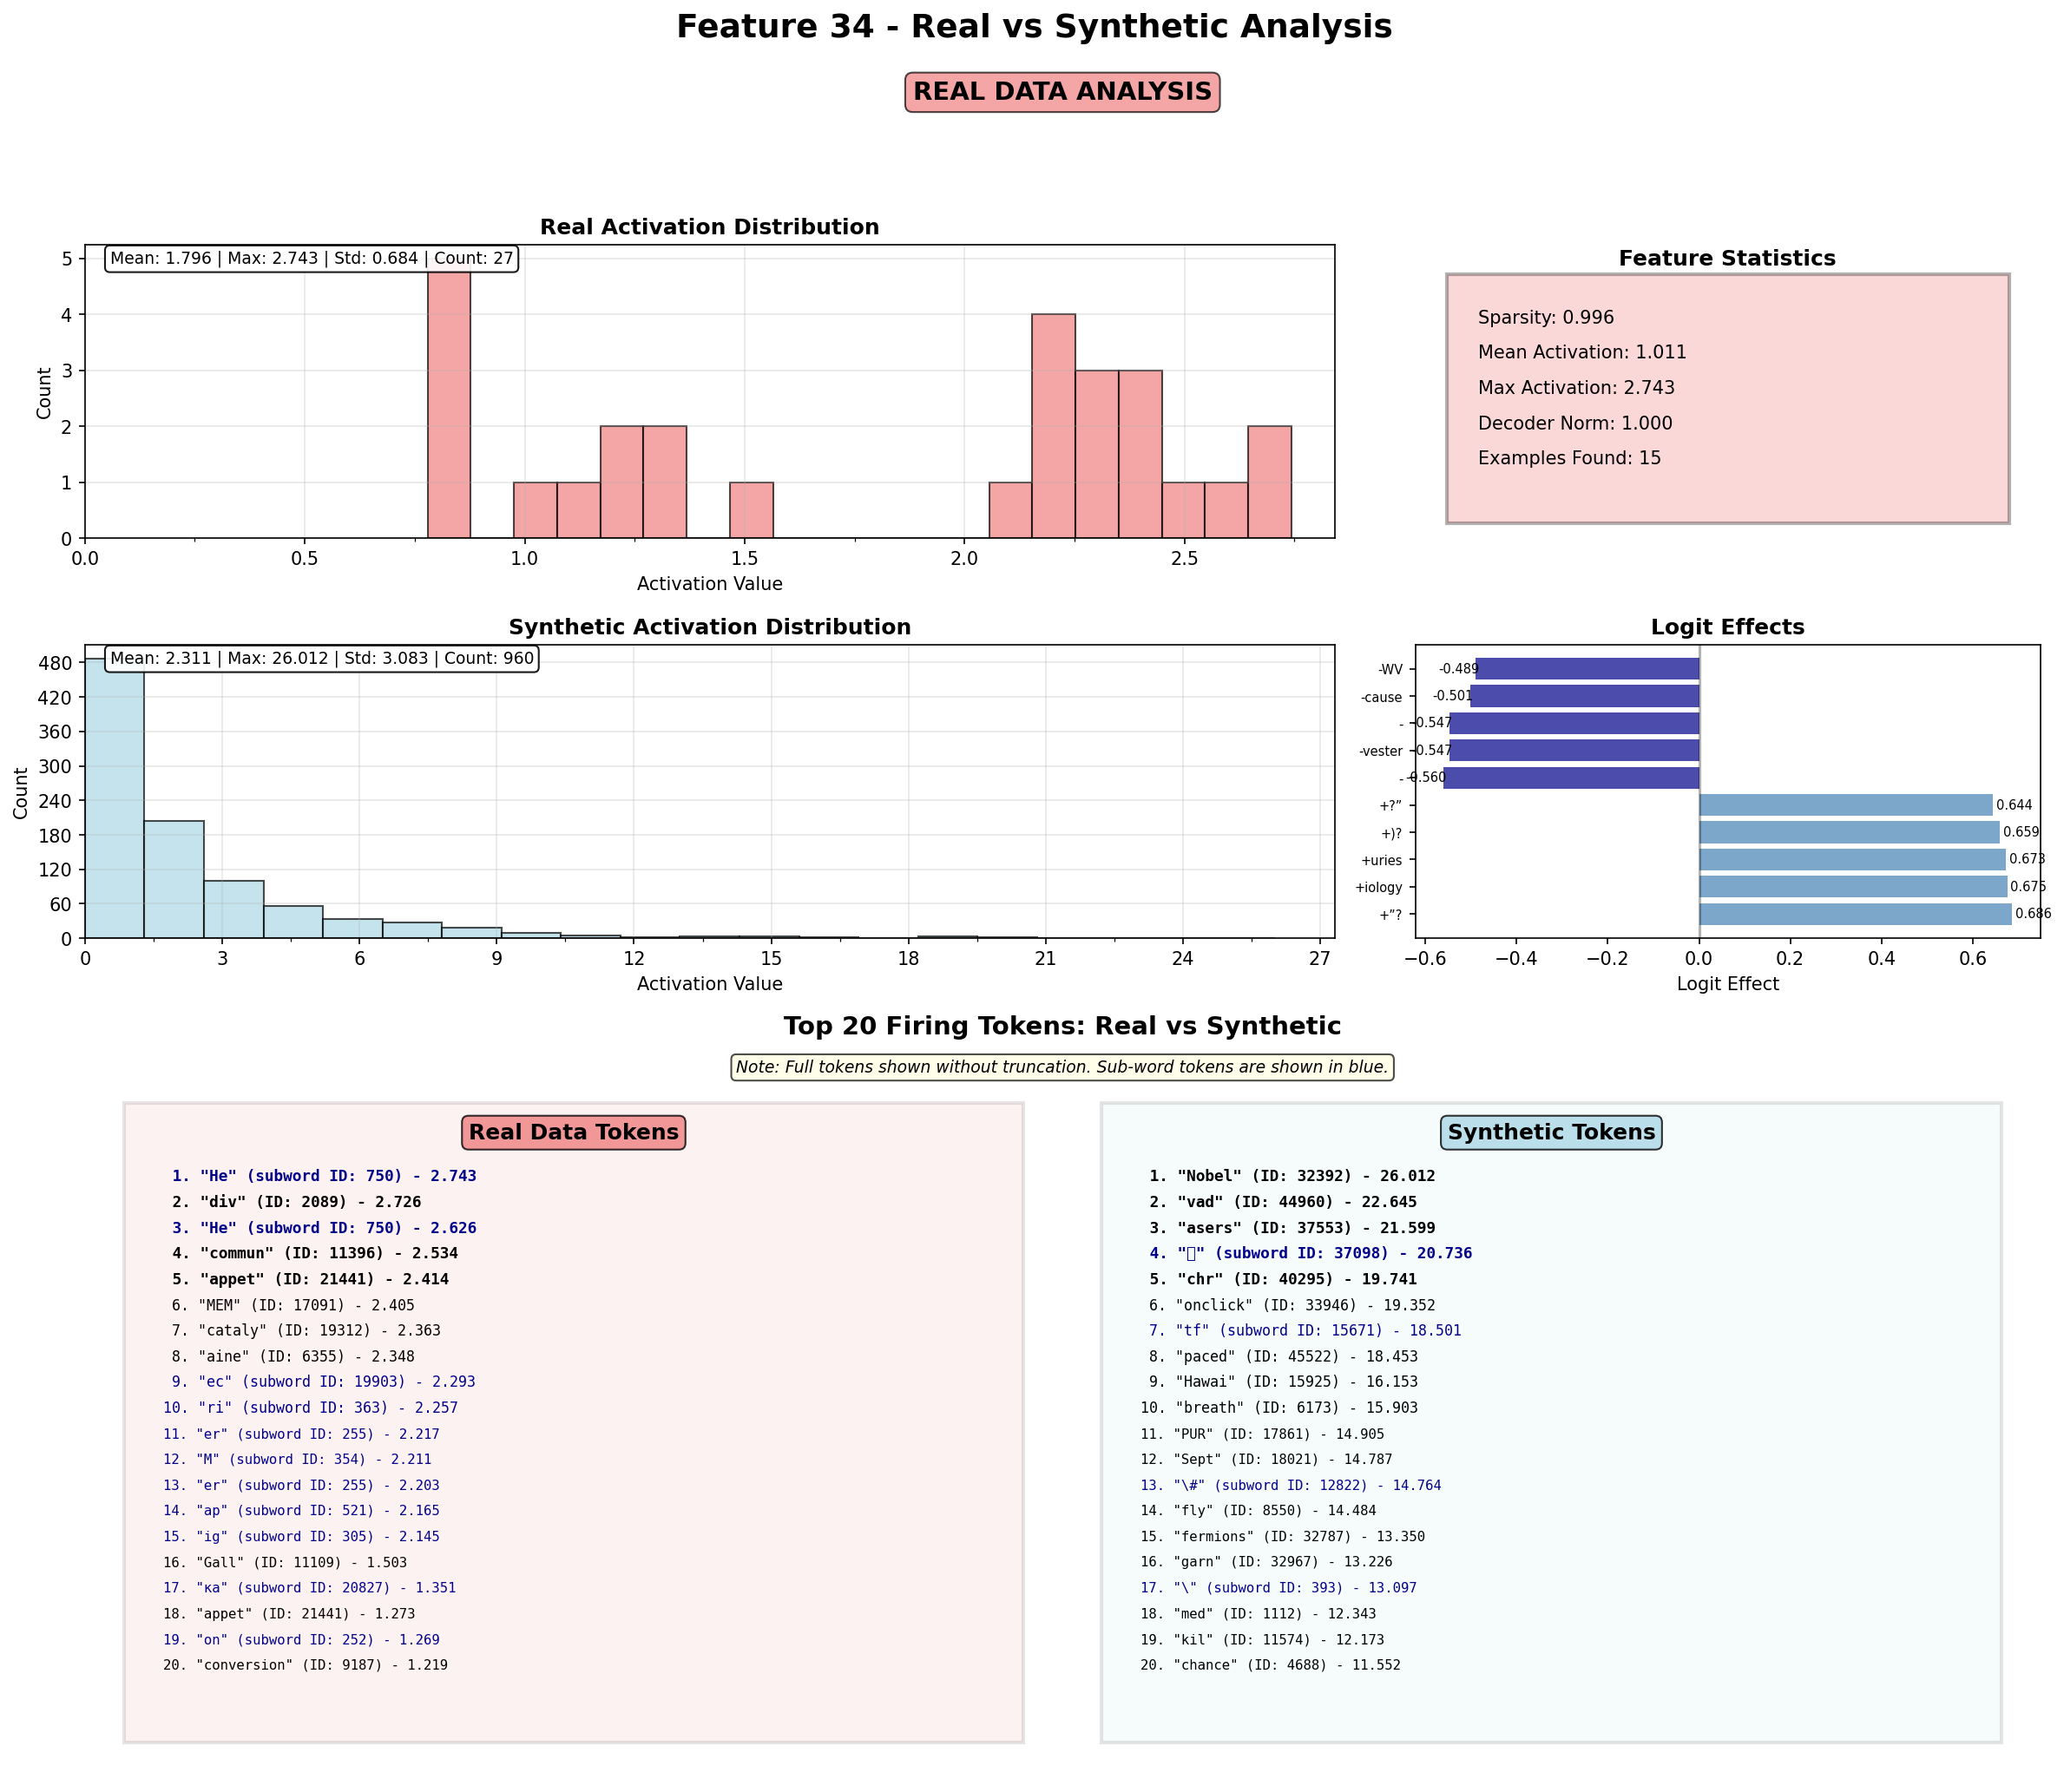 Feature 34 - Real vs Synthetic Analysis
REAL DATA ANALYSIS
Real Activation Distribution
Mean: 1.796 | Max: 2.743 | Std: 0.684 | Count: 27
Count
5
4
3
2
1
0
0.0 0.5 1.0 1.5 2.0 2.5
Activation Value
Feature Statistics
Sparsity: 0.996
Mean Activation: 1.011
Max Activation: 2.743
Decoder Norm: 1.000
Examples Found: 15
Synthetic Activation Distribution
Mean: 2.311 | Max: 26.012 | Std: 3.083 | Count: 960
Count
480
420
360
300
240
180
120
60
0
0 3 6 9 12 15 18 21 24 27
Activation Value
Logit Effects
-WV -0.489
-cause -0.501
- -0.547
-vester -0.547
- -0.560
+?” 0.644
+)? 0.659
+uries 0.673
+iology 0.675
+”? 0.686
−0.6 −0.4 −0.2 0.0 0.2 0.4 0.6
Logit Effect
Top 20 Firing Tokens: Real vs Synthetic
Note: Full tokens shown without truncation. Sub-word tokens are shown in blue.
Real Data Tokens
1. "He" (subword ID: 750) - 2.743
2. "div" (ID: 2089) - 2.726
3. "He" (subword ID: 750) - 2.626
4. "commun" (ID: 11396) - 2.534
5. "appet" (ID: 21441) - 2.414
6. "MEM" (ID: 17091) - 2.405
7. "cataly" (ID: 19312) - 2.363
8. "aine" (ID: 6355) - 2.348
9. "ec" (subword ID: 19903) - 2.293
10. "ri" (subword ID: 363) - 2.257
11. "er" (subword ID: 255) - 2.217
12. "M" (subword ID: 354) - 2.211
13. "er" (subword ID: 255) - 2.203
14. "ap" (subword ID: 521) - 2.165
15. "ig" (subword ID: 305) - 2.145
16. "Gall" (ID: 11109) - 1.503
17. "ка" (subword ID: 20827) - 1.351
18. "appet" (ID: 21441) - 1.273
19. "on" (subword ID: 252) - 1.269
20. "conversion" (ID: 9187) - 1.219
Synthetic Tokens
1. "Nobel" (ID: 32392) - 26.012
2. "vad" (ID: 44960) - 22.645
3. "asers" (ID: 37553) - 21.599
4. "▯" (subword ID: 37098) - 20.736
5. "chr" (ID: 40295) - 19.741
6. "onclick" (ID: 33946) - 19.352
7. "tf" (subword ID: 15671) - 18.501
8. "paced" (ID: 45522) - 18.453
9. "Hawai" (ID: 15925) - 16.153
10. "breath" (ID: 6173) - 15.903
11. "PUR" (ID: 17861) - 14.905
12. "Sept" (ID: 18021) - 14.787
13. "\#" (subword ID: 12822) - 14.764
14. "fly" (ID: 8550) - 14.484
15. "fermions" (ID: 32787) - 13.350
16. "garn" (ID: 32967) - 13.226
17. "\" (subword ID: 393) - 13.097
18. "med" (ID: 1112) - 12.343
19. "kil" (ID: 11574) - 12.173
20. "chance" (ID: 4688) - 11.552